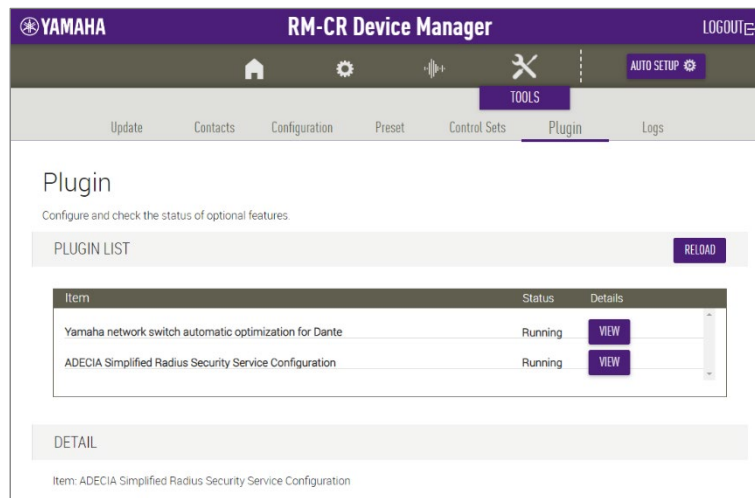 YAMAHA RM-CR Device Manager LOGOUT
AUTO SETUP
TOOLS
Update Contacts Configuration Preset Control Sets Plugin Logs
Plugin
Configure and check the status of optional features.
PLUGIN LIST RELOAD
Item Status Details
Yamaha network switch automatic optimization for Dante Running VIEW
ADECIA Simplified Radius Security Service Configuration Running VIEW
DETAIL
Item: ADECIA Simplified Radius Security Service Configuration